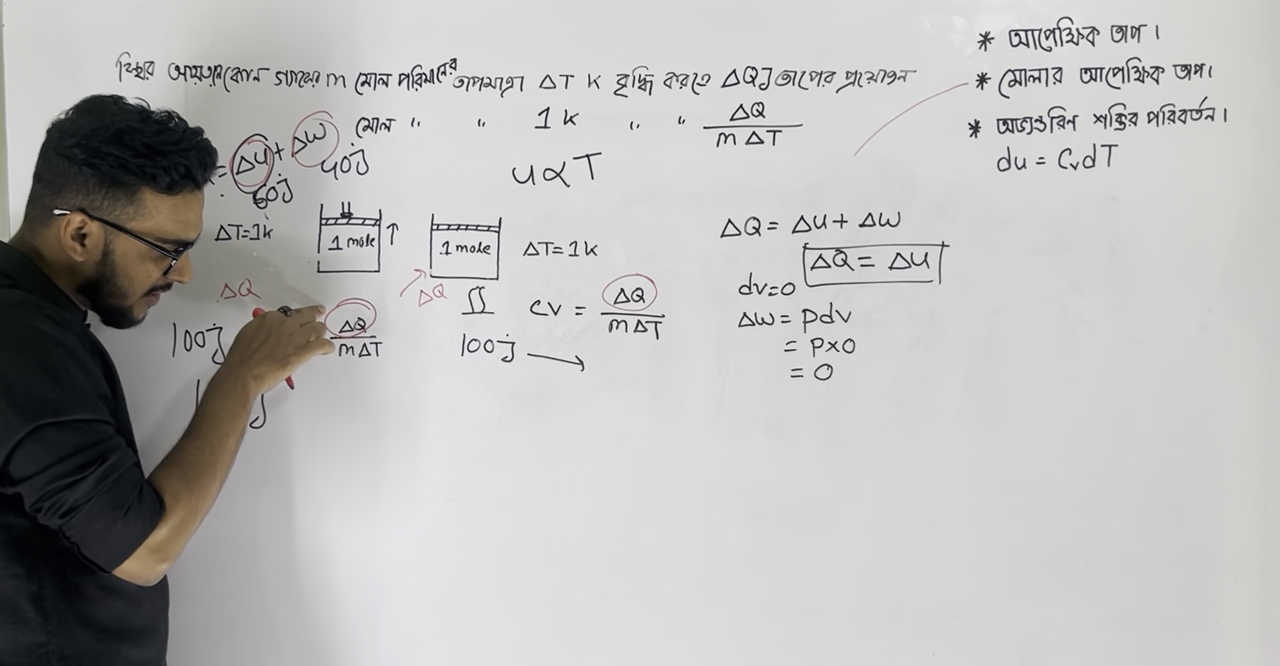 স্থির আয়তনে কোন গ্যাসের m মোল পরিমানের তাপমাত্রা ΔT K বৃদ্ধি করতে ΔQ J তাপের প্রয়োজন
মোল " " 1K " " ΔQ / mΔT
= ΔU + ΔW
60J 40J
U∝T
ΔT=1K
1 mole ↑
1 mole
ΔT=1K
ΔQ
100J
ΔQ / mΔT
ΔQ
CV = ΔQ / mΔT
100J →
ΔQ = ΔU + ΔW
ΔQ = ΔU
dv=0
ΔW = Pdv
= P×0
= 0
* আপেক্ষিক তাপ।
* মোলার আপেক্ষিক তাপ।
* অভ্যন্তরিণ শক্তির পরিবর্তন।
du = CvdT